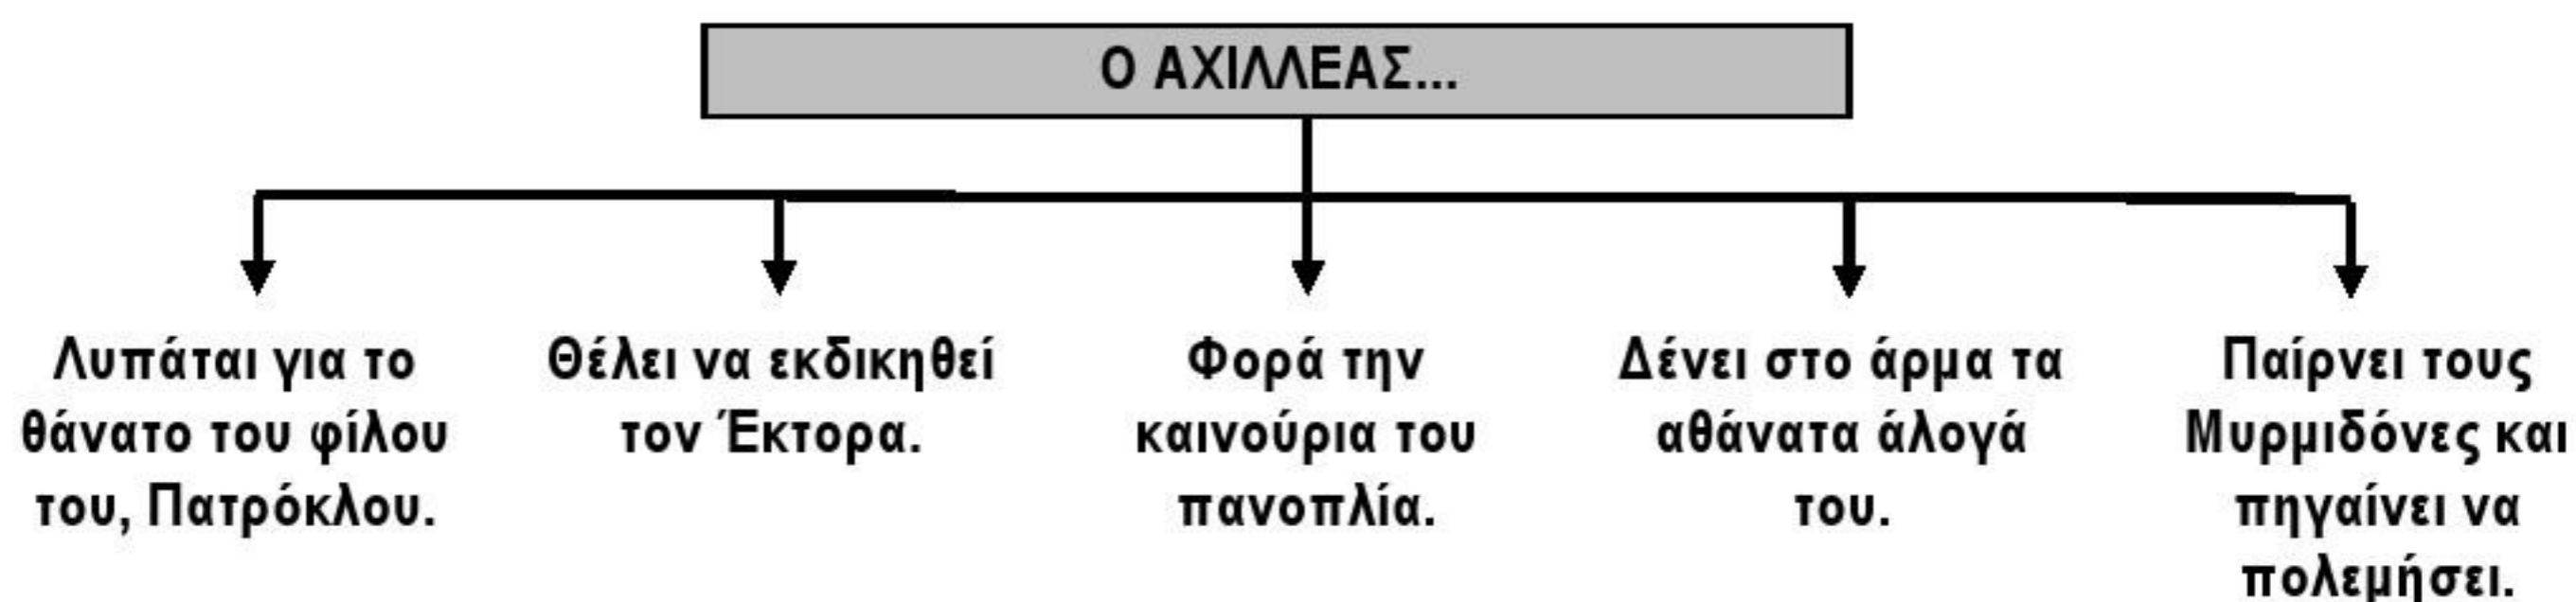 Ο ΑΧΙΛΛΕΑΣ...
Λυπάται για το
θάνατο του φίλου
του, Πατρόκλου.
Θέλει να εκδικηθεί
τον Έκτορα.
Φορά την
καινούρια του
πανοπλία.
Δένει στο άρμα τα
αθάνατα άλογά
του.
Παίρνει τους
Μυρμιδόνες και
πηγαίνει να
πολεμήσει.